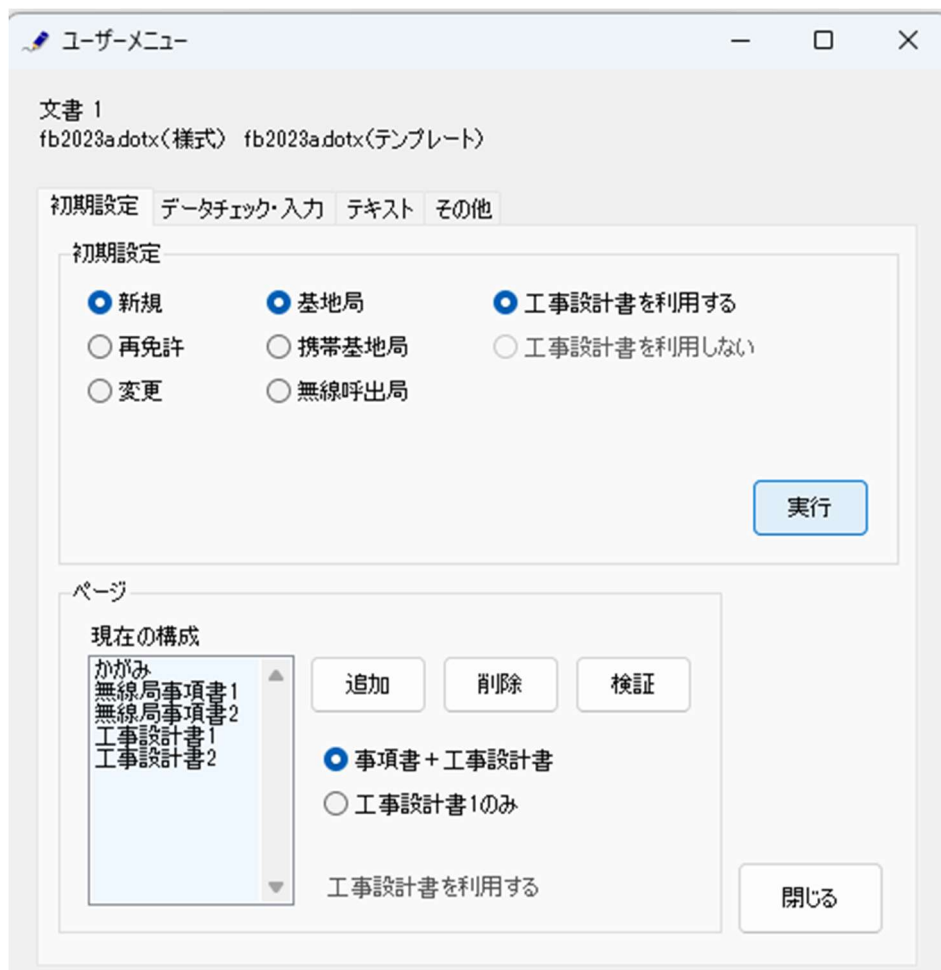 ユーザーメニュー
文書 1
fb2023a.dotx(様式) fb2023a.dotx(テンプレート)
初期設定 データチェック・入力 テキスト その他
初期設定
新規 基地局 工事設計書を利用する
再免許 携帯基地局 工事設計書を利用しない
変更 無線呼出局
実行
ページ
現在の構成
かがみ
無線局事項書1
無線局事項書2
工事設計書1
工事設計書2
追加 削除 検証
事項書+工事設計書
工事設計書1のみ
工事設計書を利用する
閉じる